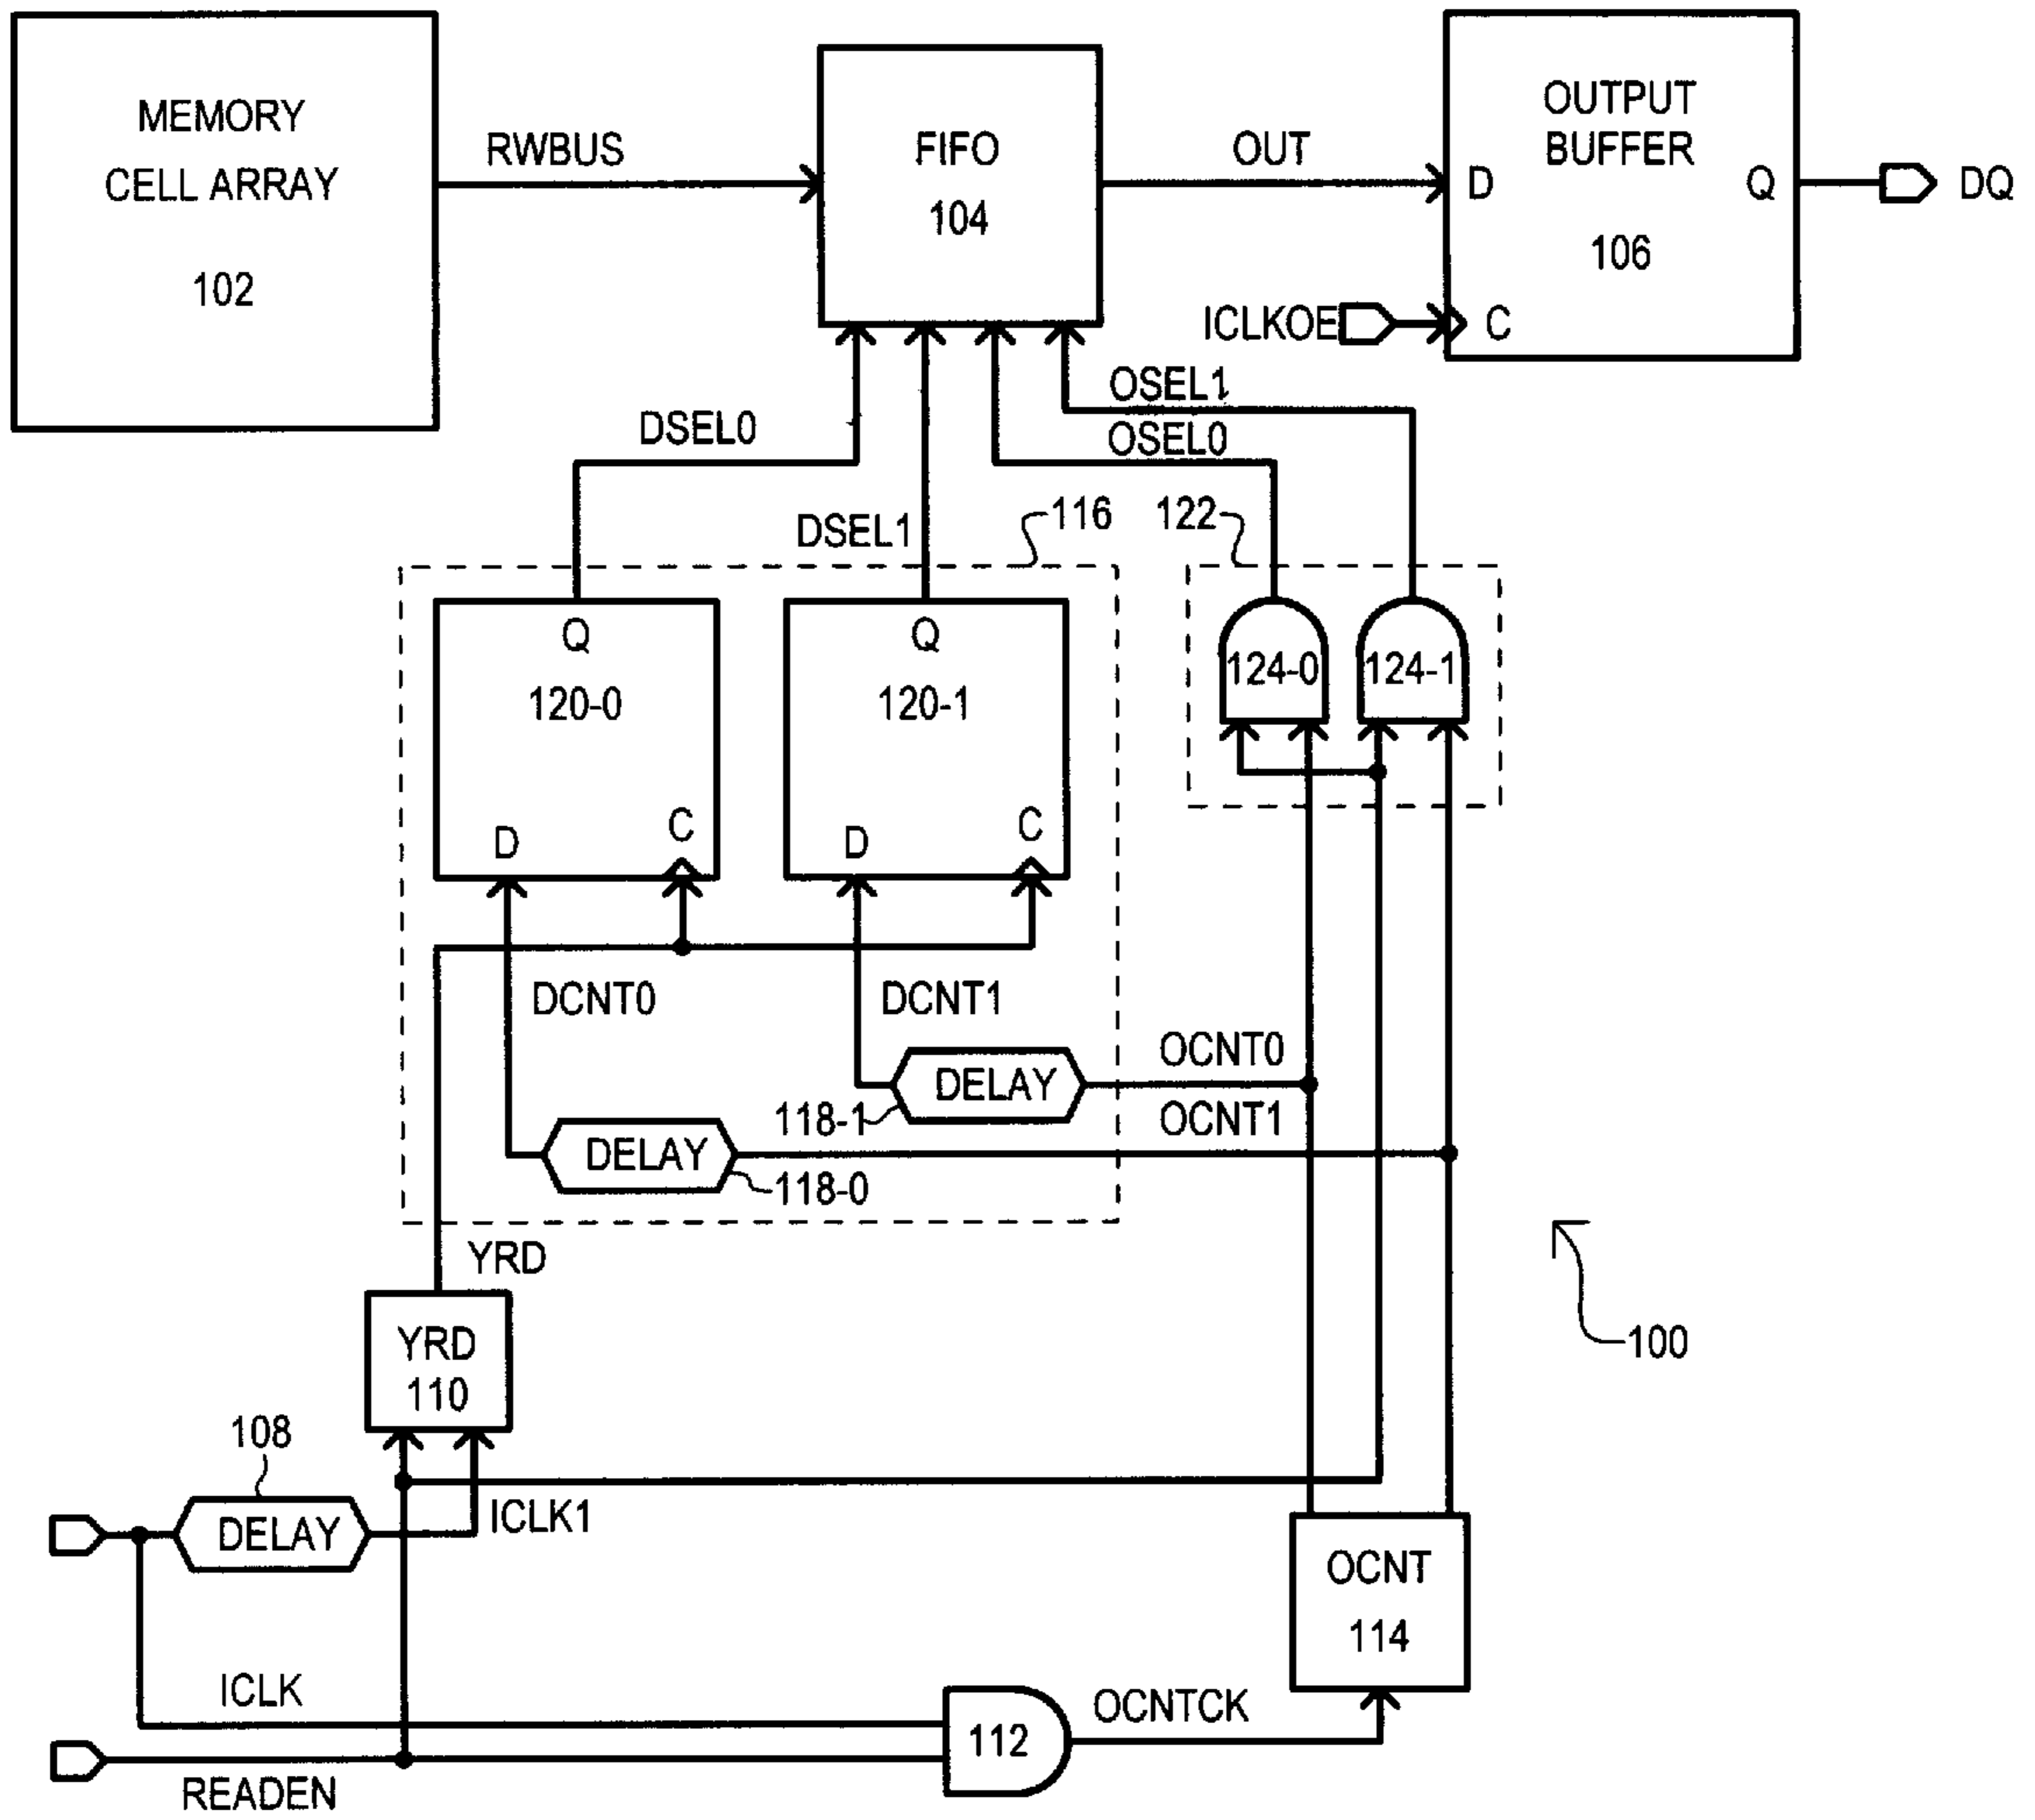 MEMORY
CELL ARRAY
102
RWBUS
FIFO
104
OUT
OUTPUT
BUFFER
106
D
Q
DQ
ICLKOE
C
OSEL1
OSEL0
DSEL0
DSEL1
116
122
Q
120-0
D
C
Q
120-1
D
C
124-0
124-1
DCNT0
DCNT1
OCNT0
DELAY
118-1
OCNT1
DELAY
118-0
YRD
YRD
110
100
108
DELAY
ICLK1
OCNT
114
ICLK
112
OCNTCK
READEN